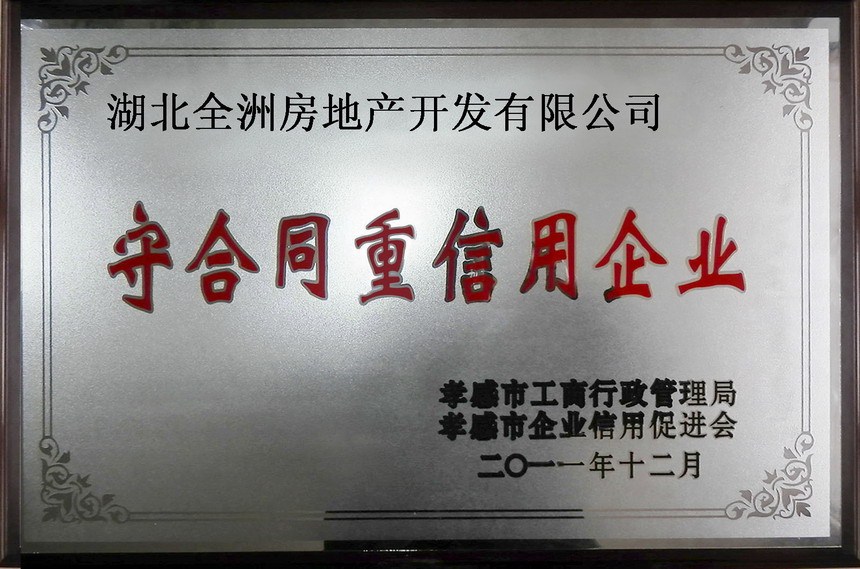 湖北全洲房地产开发有限公司
守合同重信用企业
孝感市工商行政管理局
孝感市企业信用促进会
二〇一一年十二月